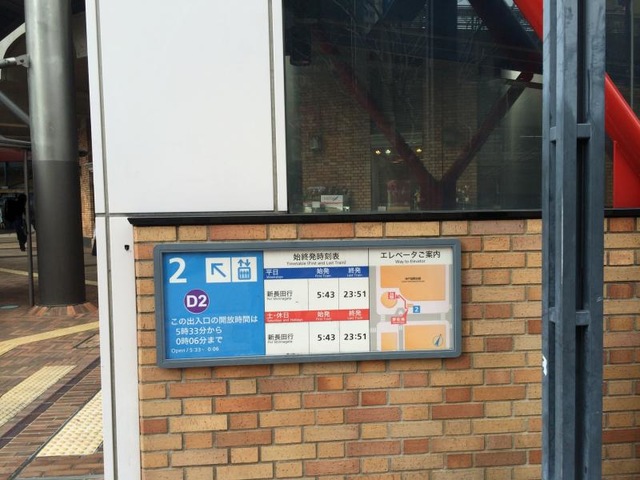 2
D2
この出入口の開放時間は
5時33分から
0時06分まで
Open / 5:33 - 0:06
始終発時刻表
Timetable (First and Last Train)
平日 始発 終発
新長田行 5:43 23:51
For Shinnagata
土・休日 始発 終発
新長田行 5:43 23:51
For Shinnagata
エレベータご案内
Way to Elevator
2